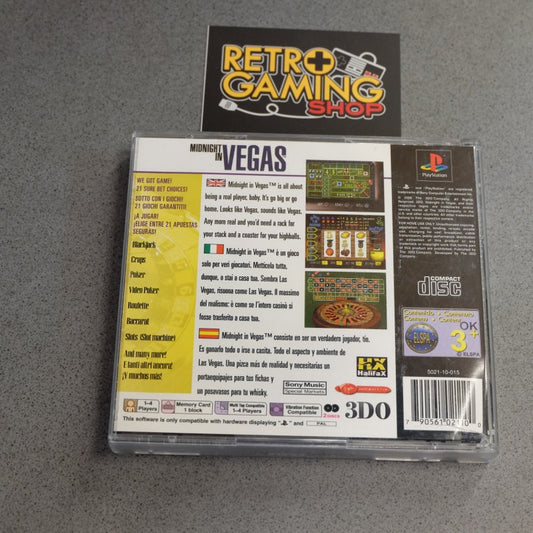 RETRO
GAMING
SHOP
MIDNIGHT
IN
VEGAS
WE GOT GAME!
21 SURE BET CHOICES!
SOTTO CON I GIOCHI!
21 GIOCHI GARANTITI!
¡A JUGAR!
¡ELIGE ENTRE 21 APUESTAS
SEGURAS!
Blackjack
Craps
Poker
Video Poker
Roulette
Baccarat
Slots (Slot machine)
And many more!
E tanti altri ancora!
¡Y muchos más!
Midnight in Vegas™ is all about
being a real player, baby. It's go big or go
home. Looks like Vegas, sounds like Vegas.
Any more real and you'd need a rack for
your stack and a coaster for your highballs.
Midnight in Vegas™ è un gioco
solo per veri giocatori. Metticela tutta,
dunque, o stai a casa tua. Sembra Las
Vegas, risuona come Las Vegas. Il massimo
del realismo: è come se l'intero casinò si
fosse trasferito a casa tua.
Midnight in Vegas™ consiste en ser un verdadero jugador, tío.
Es ganarlo todo o irse a casita. Todo el aspecto y ambiente de
Las Vegas. Una pizca más de realidad y necesitarías un
portaequipajes para tus fichas y
un posavasos para tu whisky.
Sony Music
Special Markets
HX
Halifax
3DO
1-4
Players
Memory Card
1 block
Multi Tap Compatible
1-4 Players
Vibration Function
Compatible
2 Discs
This software is only compatible with hardware displaying "PS" and PAL
PlayStation
COMPACT
disc
Contenido - Contenuto
ELSPA
OK
3+
© ELSPA
S021-10-015